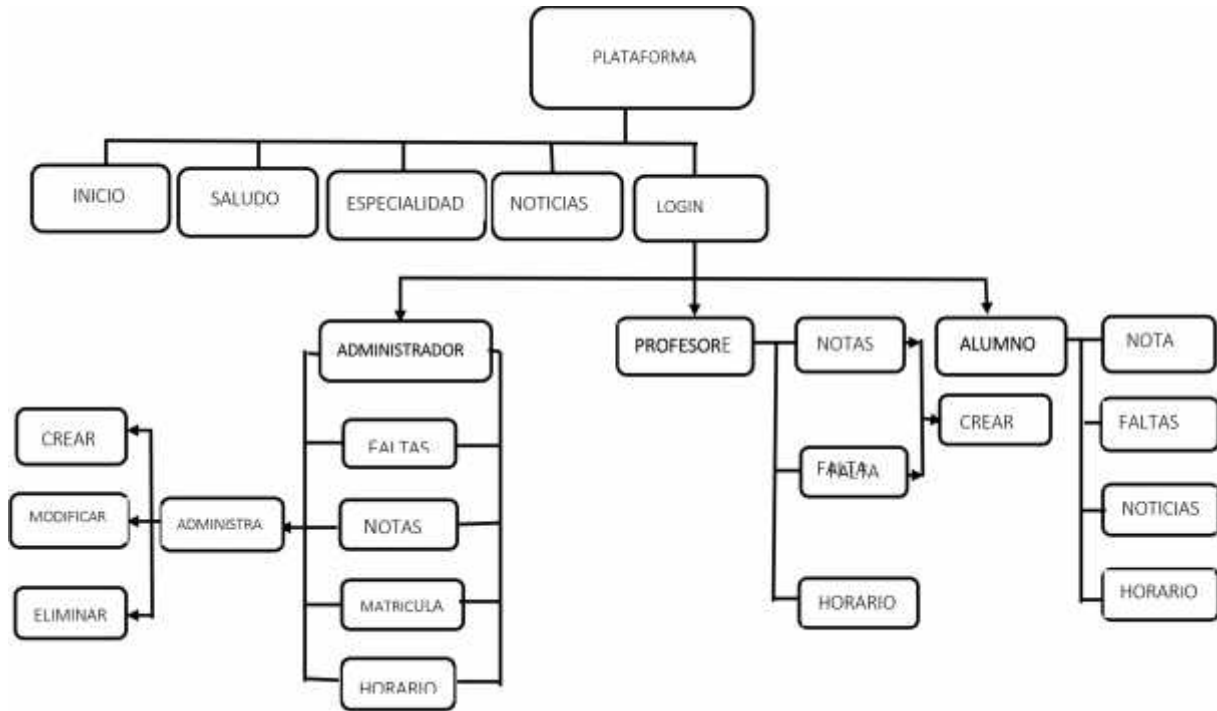 PLATAFORMA
INICIO
SALUDO
ESPECIALIDAD
NOTICIAS
LOGIN
ADMINISTRADOR
PROFESORE
NOTAS
ALUMNO
NOTA
CREAR
FALTAS
CREAR
FALTAS
FALTA
MODIFICAR
ADMINISTRA
NOTAS
NOTICIAS
ELIMINAR
MATRICULA
HORARIO
HORARIO
HORARIO